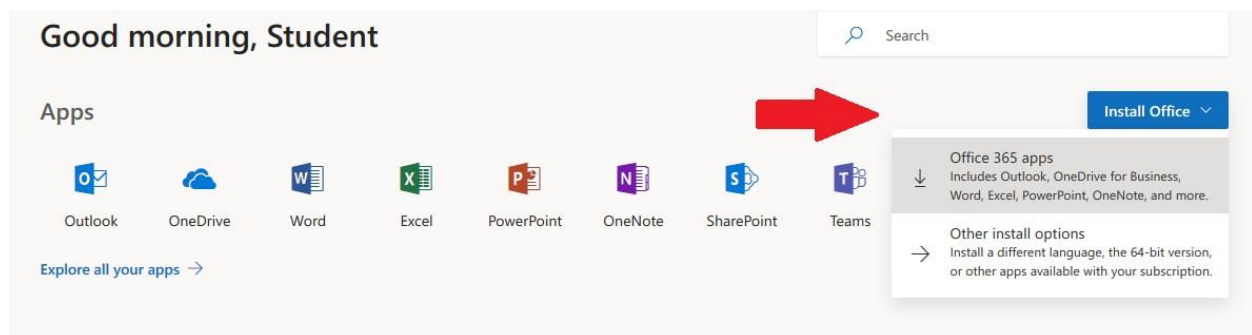 Good morning, Student
Search
Apps
Install Office
Office 365 apps
Includes Outlook, OneDrive for Business,
Word, Excel, PowerPoint, OneNote, and more.
Other install options
Install a different language, the 64-bit version,
or other apps available with your subscription.
O
W
X
P
N
S
T
Outlook
OneDrive
Word
Excel
PowerPoint
OneNote
SharePoint
Teams
Explore all your apps →